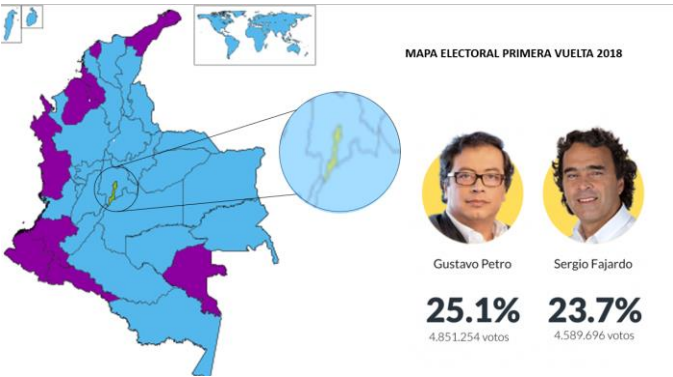 MAPA ELECTORAL PRIMERA VUELTA 2018
Gustavo Petro
Sergio Fajardo
25.1%
23.7%
4.851.254 votos
4.589.696 votos